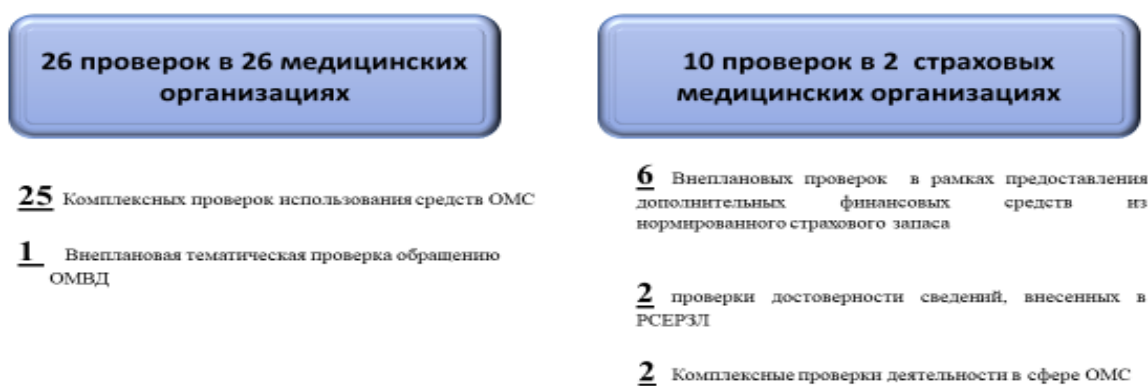 26 проверок в 26 медицинских
организациях
25 Комплексных проверок использования средств ОМС
1 Внеплановая тематическая проверка обращению
ОМВД
10 проверок в 2 страховых
медицинских организациях
6 Внеплановых проверок в рамках предоставления
дополнительных финансовых средств из
нормированного страхового запаса
2 проверки достоверности сведений, внесенных в
РСЕРЗЛ
2 Комплексные проверки деятельности в сфере ОМС